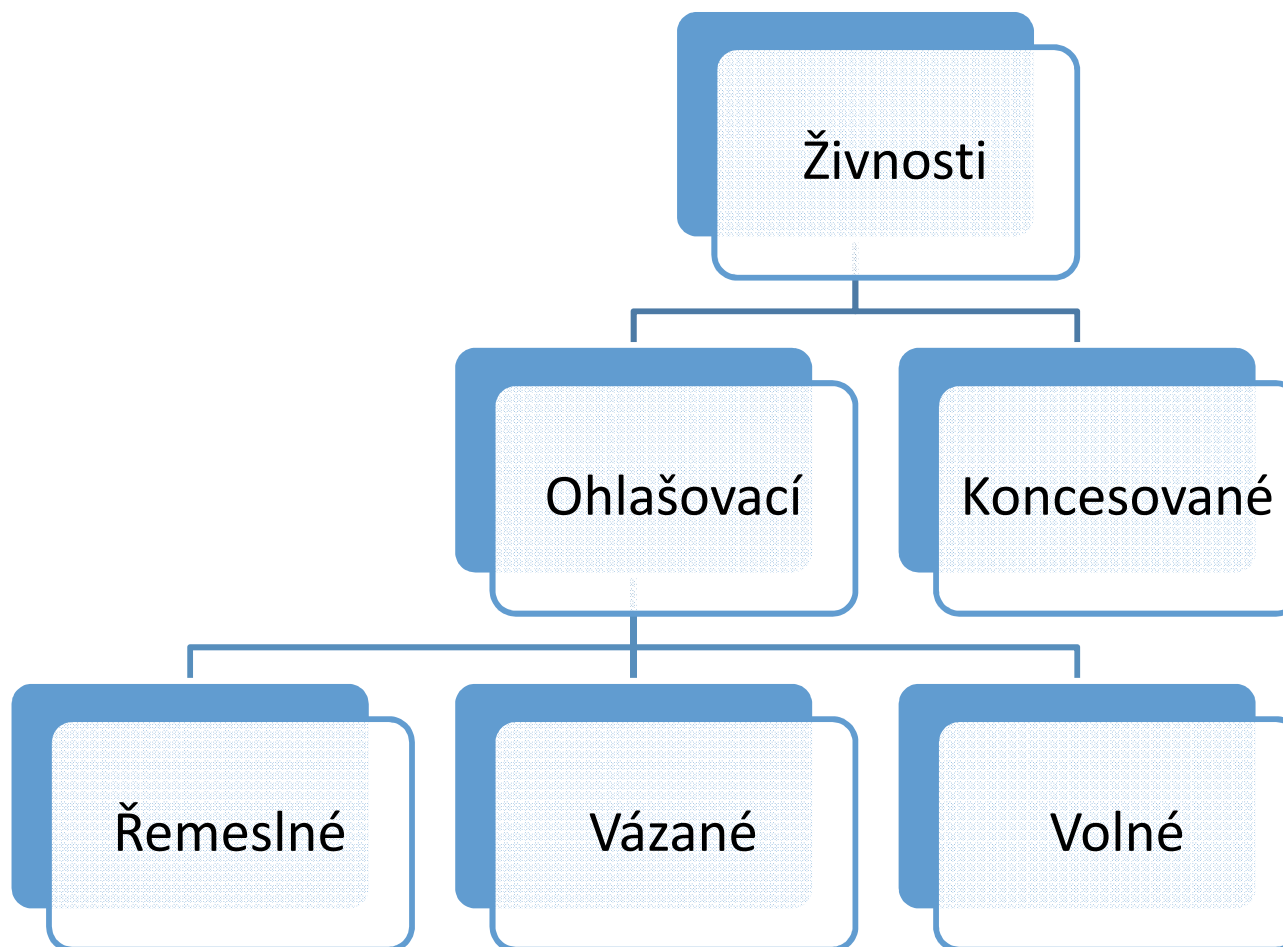 Živnosti
Ohlašovací
Koncesované
Řemeslné
Vázané
Volné